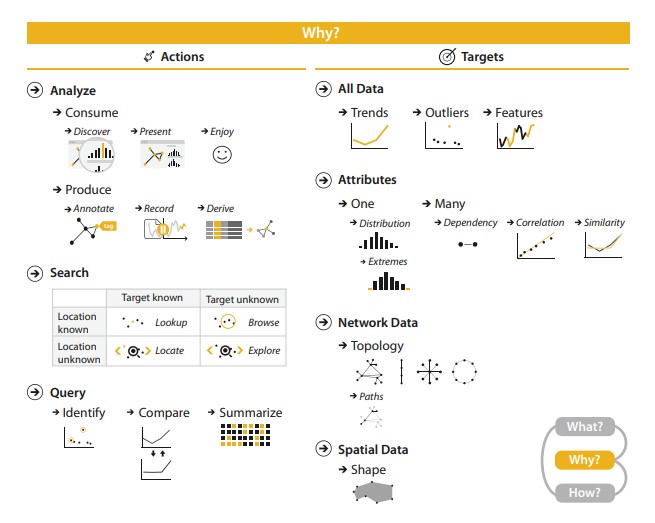 Why?
Actions
Analyze
Consume
Discover
Present
Enjoy
Produce
Annotate
tag
Record
Derive
Search
Target known
Target unknown
Location known
Lookup
Browse
Location unknown
Locate
Explore
Query
Identify
Compare
Summarize
Targets
All Data
Trends
Outliers
Features
Attributes
One
Many
Distribution
Dependency
Correlation
Similarity
Extremes
Network Data
Topology
Paths
Spatial Data
Shape
What?
Why?
How?